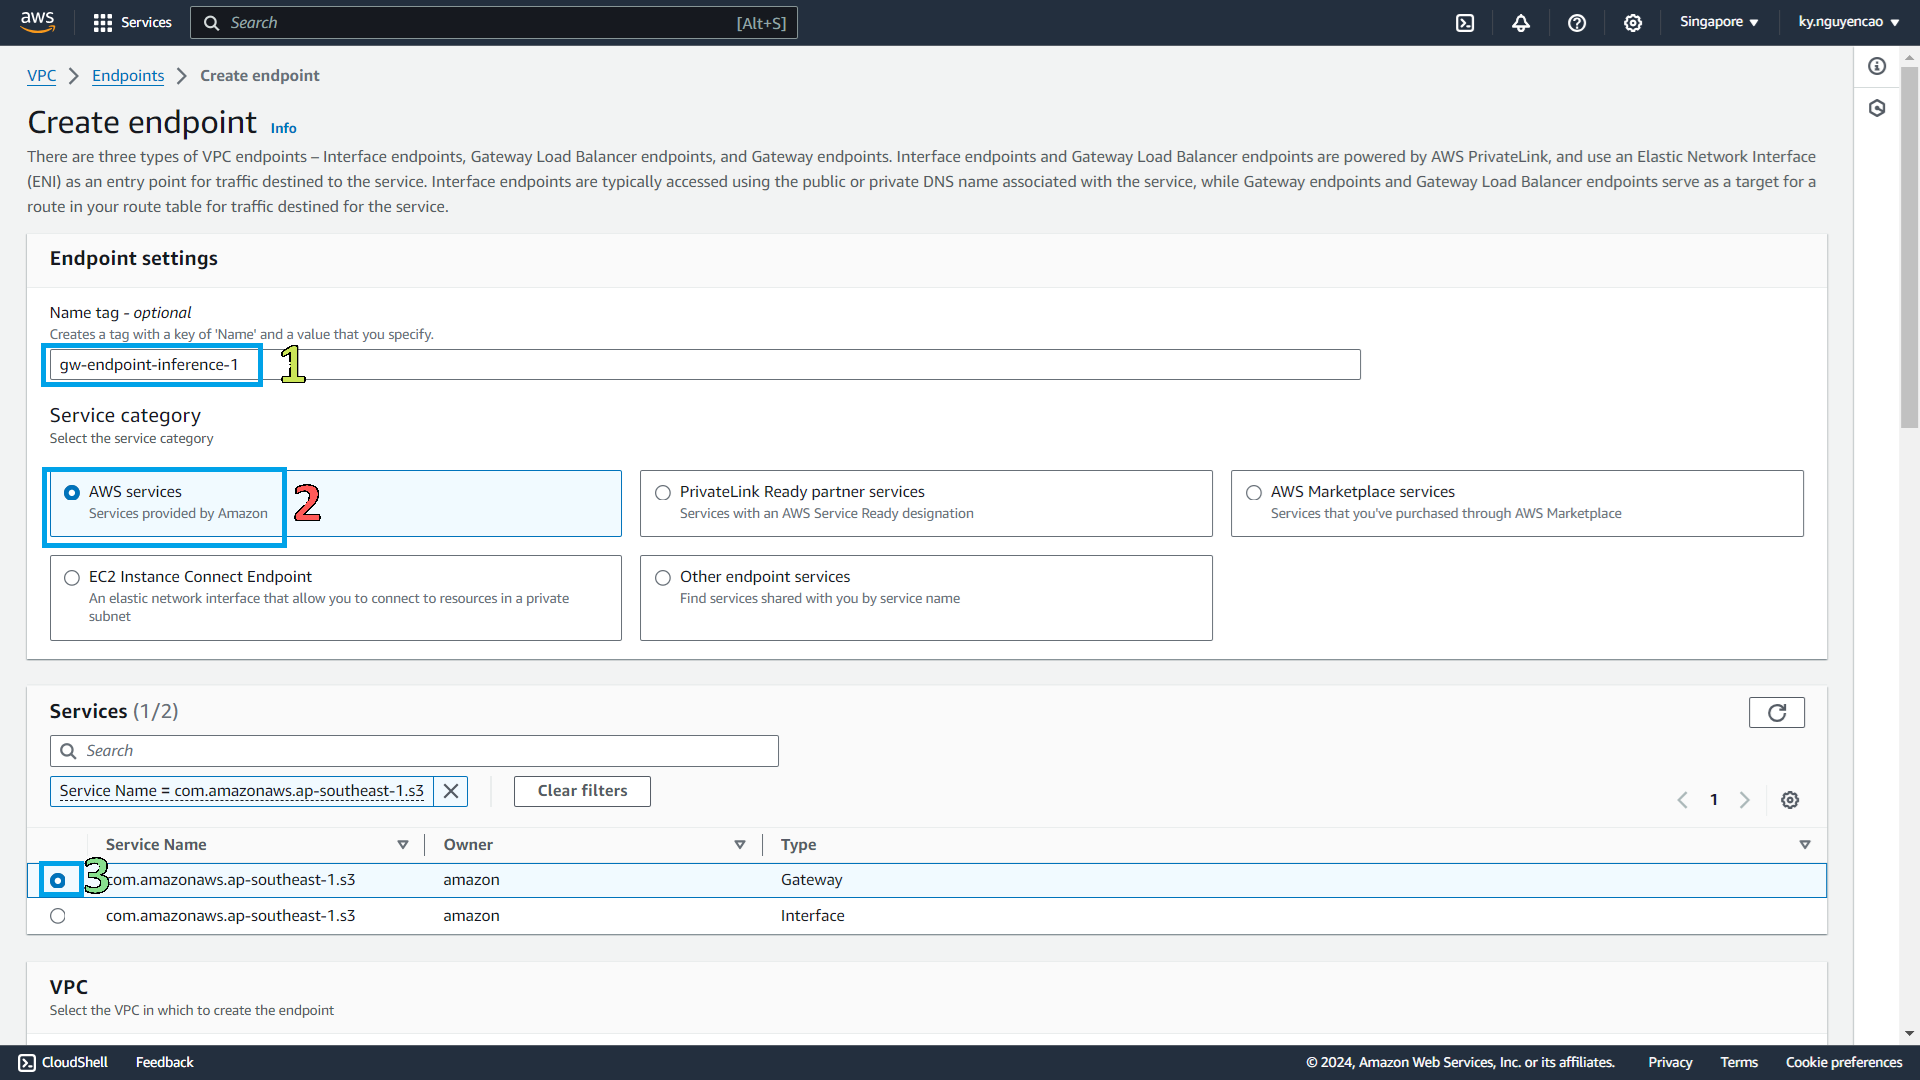 aws
Services
Search
[Alt+S]
Singapore
ky.nguyencao
VPC
Endpoints
Create endpoint
Create endpoint
Info
There are three types of VPC endpoints – Interface endpoints, Gateway Load Balancer endpoints, and Gateway endpoints. Interface endpoints and Gateway Load Balancer endpoints are powered by AWS PrivateLink, and use an Elastic Network Interface
(ENI) as an entry point for traffic destined to the service. Interface endpoints are typically accessed using the public or private DNS name associated with the service, while Gateway endpoints and Gateway Load Balancer endpoints serve as a target for a
route in your route table for traffic destined for the service.
Endpoint settings
Name tag - optional
Creates a tag with a key of 'Name' and a value that you specify.
gw-endpoint-inference-1
1
Service category
Select the service category
AWS services
Services provided by Amazon
2
PrivateLink Ready partner services
Services with an AWS Service Ready designation
AWS Marketplace services
Services that you've purchased through AWS Marketplace
EC2 Instance Connect Endpoint
An elastic network interface that allow you to connect to resources in a private
subnet
Other endpoint services
Find services shared with you by service name
Services (1/2)
Search
Service Name = com.amazonaws.ap-southeast-1.s3
Clear filters
1
Service Name
Owner
Type
3
com.amazonaws.ap-southeast-1.s3
amazon
Gateway
com.amazonaws.ap-southeast-1.s3
amazon
Interface
VPC
Select the VPC in which to create the endpoint
CloudShell
Feedback
© 2024, Amazon Web Services, Inc. or its affiliates.
Privacy
Terms
Cookie preferences